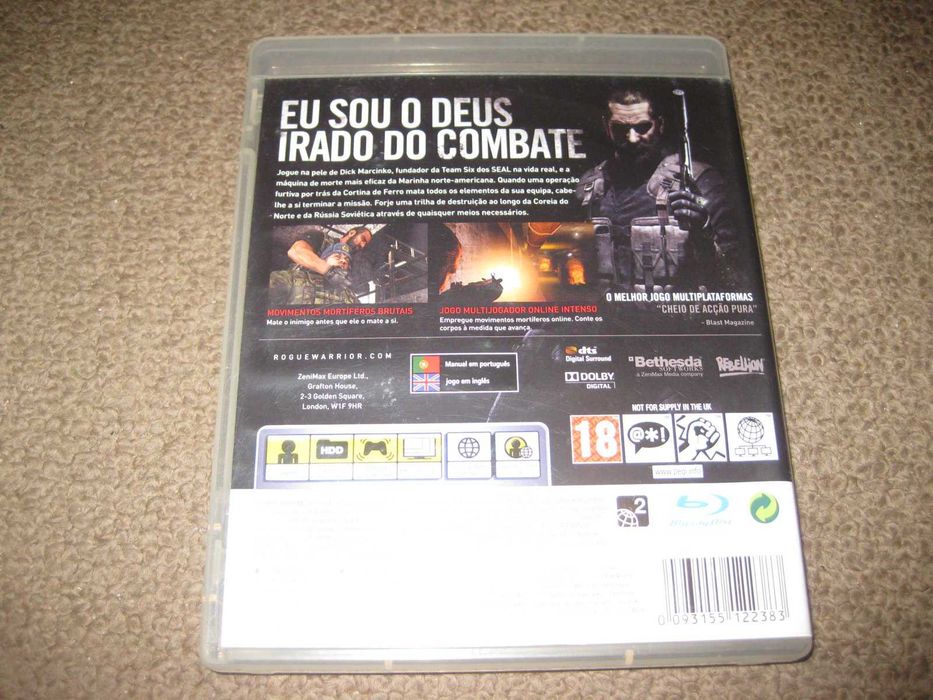 EU SOU O DEUS
IRADO DO COMBATE
Jogue na pele de Dick Marcinko, fundador da Team Six dos SEAL na vida real, e a
máquina de morte mais eficaz da Marinha norte-americana. Quando uma operação
furtiva por trás da Cortina de Ferro mata todos os elementos da sua equipa, cabe-
lhe a si terminar a missão. Forje uma trilha de destruição ao longo da Coreia do
Norte e da Rússia Soviética através de quaisquer meios necessários.
MOVIMENTOS MORTÍFEROS BRUTAIS
Mate o inimigo antes que ele o mate a si.
JOGO MULTIJOGADOR ONLINE INTENSO
Empregue movimentos mortíferos online. Conte os
corpos à medida que avança.
O MELHOR JOGO MULTIPLATAFORMAS
"CHEIO DE ACÇÃO PURA"
- Blast Magazine
ROGUEWARRIOR.COM
ZeniMax Europe Ltd.,
Grafton House,
2-3 Golden Square,
London, W1F 9HR
Manual em português
jogo em inglês
dts
Digital Surround
DOLBY
DIGITAL
Bethesda
SOFTWORKS
a ZeniMax Media company
REBELLION
NOT FOR SUPPLY IN THE UK
18
@*!
www.pegi.info
HDD
2
Blu-ray Disc
0 093155 122383